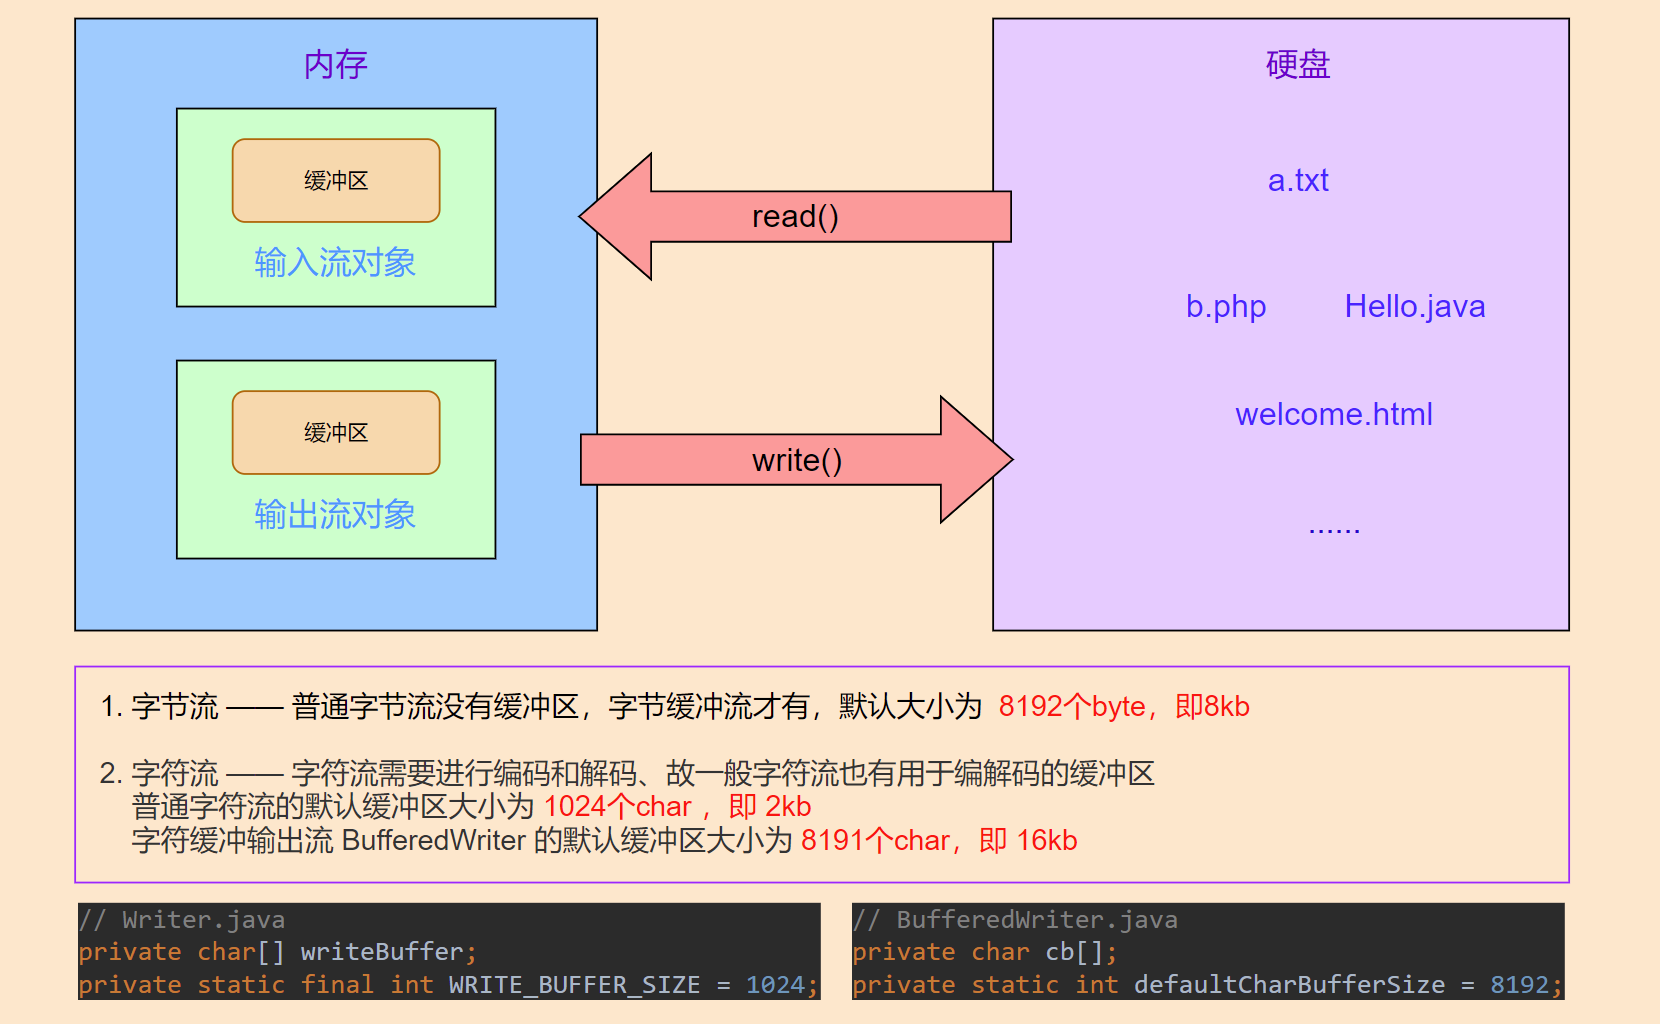 内存
硬盘
缓冲区
输入流对象
read()
a.txt
b.php
Hello.java
缓冲区
输出流对象
write()
welcome.html
......
1. 字节流 —— 普通字节流没有缓冲区，字节缓冲流才有，默认大小为 8192个byte，即8kb
2. 字符流 —— 字符流需要进行编码和解码、故一般字符流也有用于编解码的缓冲区
普通字符流的默认缓冲区大小为 1024个char ，即 2kb
字符缓冲输出流 BufferedWriter 的默认缓冲区大小为 8191个char，即 16kb
// Writer.java
private char[] writeBuffer;
private static final int WRITE_BUFFER_SIZE = 1024;
// BufferedWriter.java
private char cb[];
private static int defaultCharBufferSize = 8192;